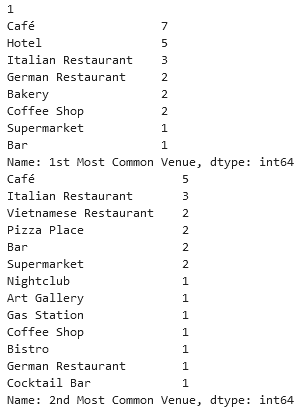 1
Café 7
Hotel 5
Italian Restaurant 3
German Restaurant 2
Bakery 2
Coffee Shop 2
Supermarket 1
Bar 1
Name: 1st Most Common Venue, dtype: int64
Café 5
Italian Restaurant 3
Vietnamese Restaurant 2
Pizza Place 2
Bar 2
Supermarket 2
Nightclub 1
Art Gallery 1
Gas Station 1
Coffee Shop 1
Bistro 1
German Restaurant 1
Cocktail Bar 1
Name: 2nd Most Common Venue, dtype: int64